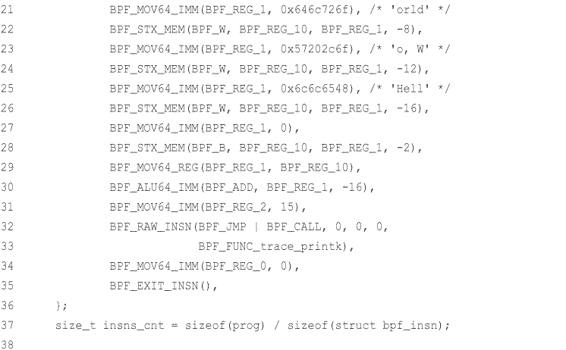 21 BPF_MOV64_IMM(BPF_REG_1, 0x646c726f), /* 'orld' */
22 BPF_STX_MEM(BPF_W, BPF_REG_10, BPF_REG_1, -8),
23 BPF_MOV64_IMM(BPF_REG_1, 0x57202c6f), /* 'o, W' */
24 BPF_STX_MEM(BPF_W, BPF_REG_10, BPF_REG_1, -12),
25 BPF_MOV64_IMM(BPF_REG_1, 0x6c6c6548), /* 'Hell' */
26 BPF_STX_MEM(BPF_W, BPF_REG_10, BPF_REG_1, -16),
27 BPF_MOV64_IMM(BPF_REG_1, 0),
28 BPF_STX_MEM(BPF_B, BPF_REG_10, BPF_REG_1, -2),
29 BPF_MOV64_REG(BPF_REG_1, BPF_REG_10),
30 BPF_ALU64_IMM(BPF_ADD, BPF_REG_1, -16),
31 BPF_MOV64_IMM(BPF_REG_2, 15),
32 BPF_RAW_INSN(BPF_JMP | BPF_CALL, 0, 0, 0,
33 BPF_FUNC_trace_printk),
34 BPF_MOV64_IMM(BPF_REG_0, 0),
35 BPF_EXIT_INSN(),
36 };
37 size_t insns_cnt = sizeof(prog) / sizeof(struct bpf_insn);
38